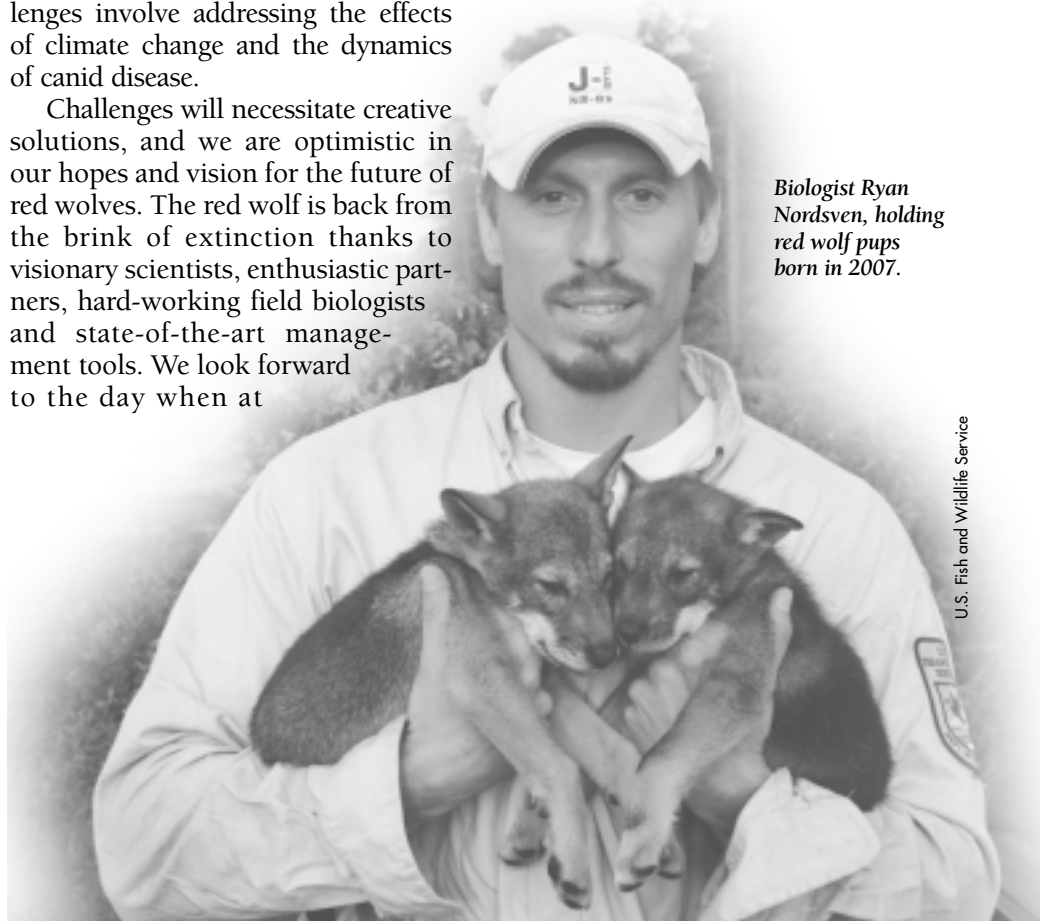 lenges involve addressing the effects
of climate change and the dynamics
of canid disease.
Challenges will necessitate creative
solutions, and we are optimistic in
our hopes and vision for the future of
red wolves. The red wolf is back from
the brink of extinction thanks to
visionary scientists, enthusiastic part-
ners, hard-working field biologists
and state-of-the-art manage-
ment tools. We look forward
to the day when at
Biologist Ryan
Nordsven, holding
red wolf pups
born in 2007.
U.S. Fish and Wildlife Service